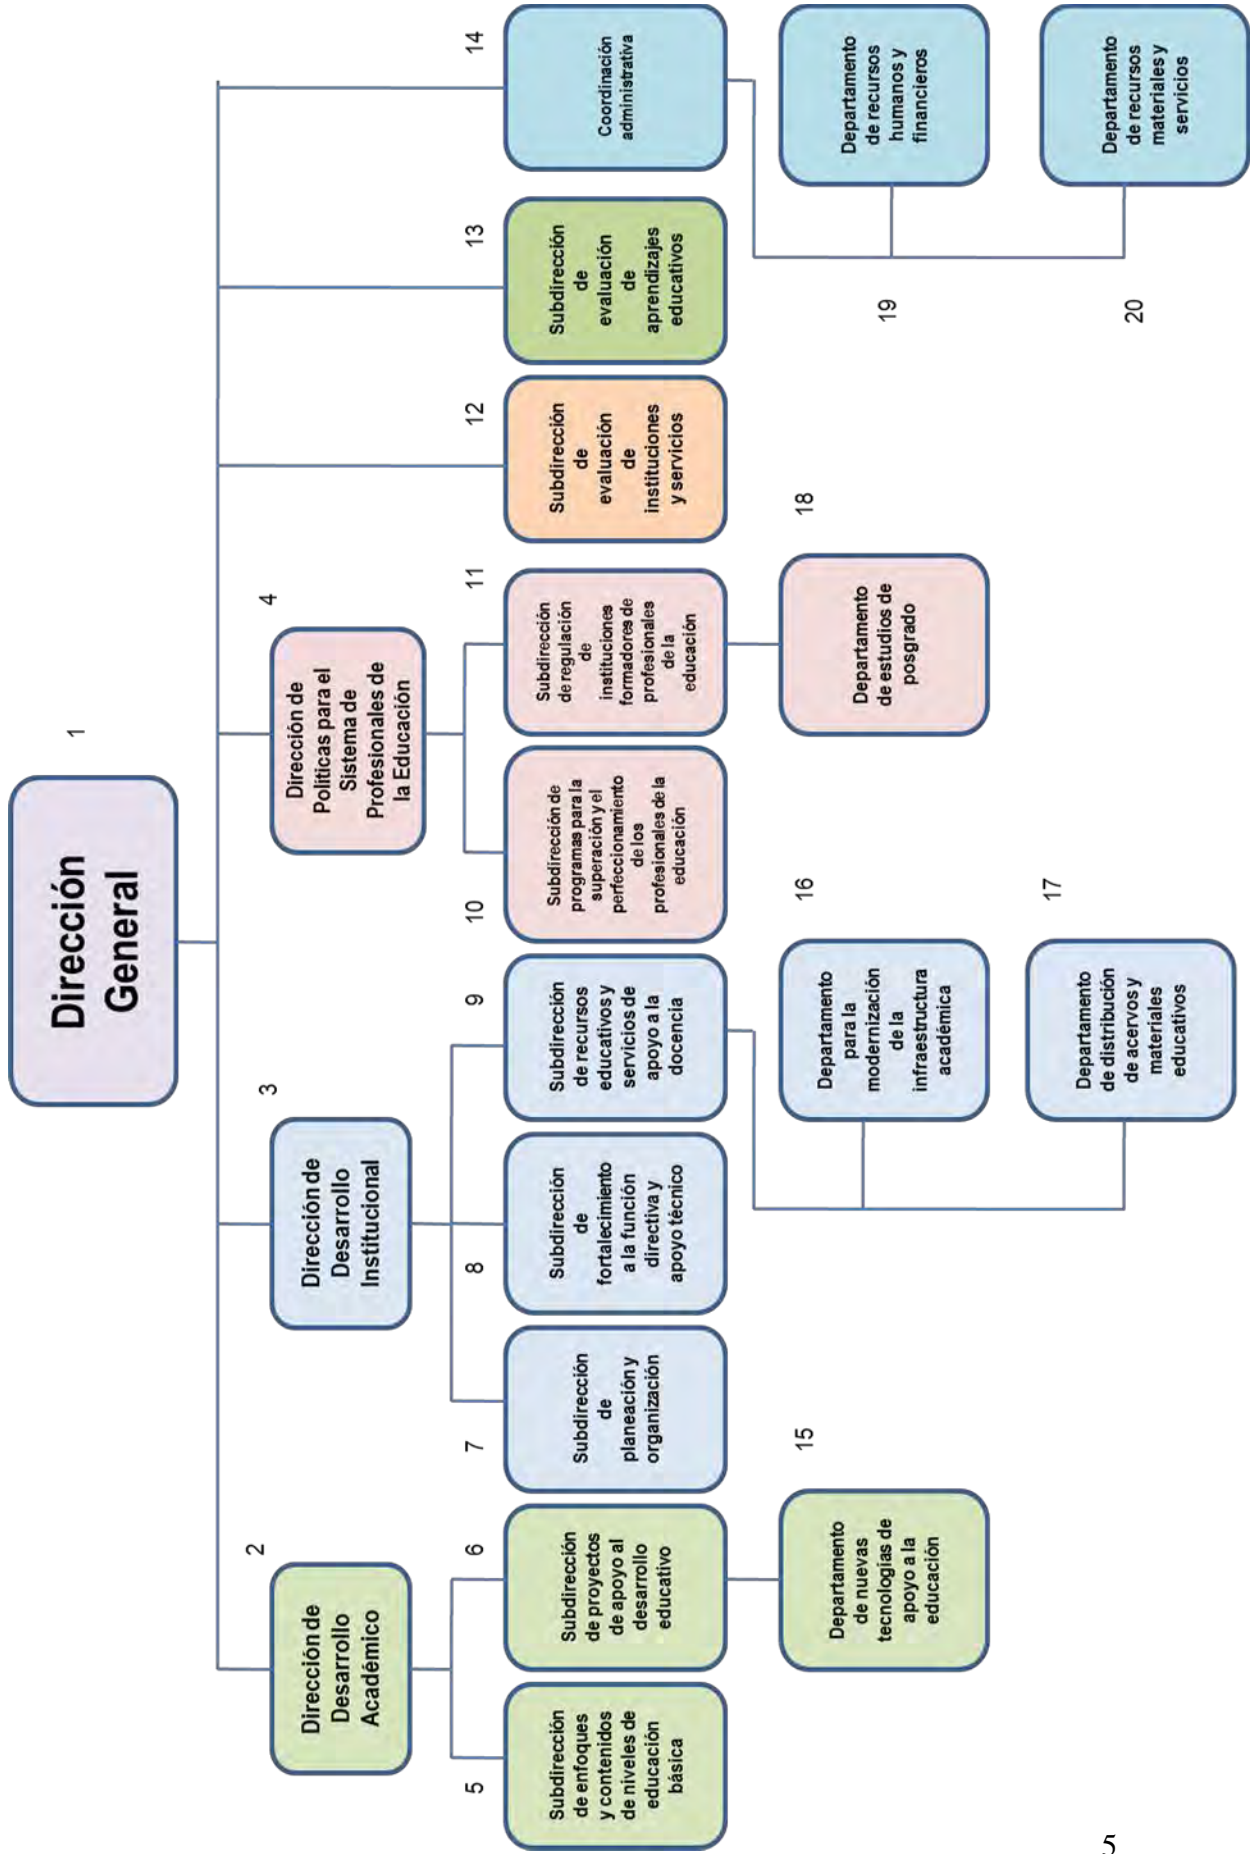 1
Dirección
General
2
Dirección de
Desarrollo
Académico
3
Dirección de
Desarrollo
Institucional
4
Dirección de
Políticas para el
Sistema de
Profesionales de
la Educación
5
Subdirección
de enfoques
y contenidos
de niveles de
educación
básica
6
Subdirección
de proyectos
de apoyo al
desarrollo
educativo
7
Subdirección
de
planeación y
organización
8
Subdirección
de
fortalecimiento
a la función
directiva y
apoyo técnico
9
Subdirección
de recursos
educativos y
servicios de
apoyo a la
docencia
10
Subdirección de
programas para la
superación y el
perfeccionamiento
de los
profesionales de la
educación
11
Subdirección
de regulación
de
instituciones
formadores de
profesionales
de la
educación
12
Subdirección
de
evaluación
de
instituciones
y servicios
13
Subdirección
de
evaluación
de
aprendizajes
educativos
14
Coordinación
administrativa
15
Departamento
de nuevas
tecnologías de
apoyo a la
educación
16
Departamento
para la
modernización
de la
infraestructura
académica
17
Departamento
de distribución
de acervos y
materiales
educativos
18
Departamento
de estudios de
posgrado
19
Departamento
de recursos
humanos y
financieros
20
Departamento
de recursos
materiales y
servicios
5